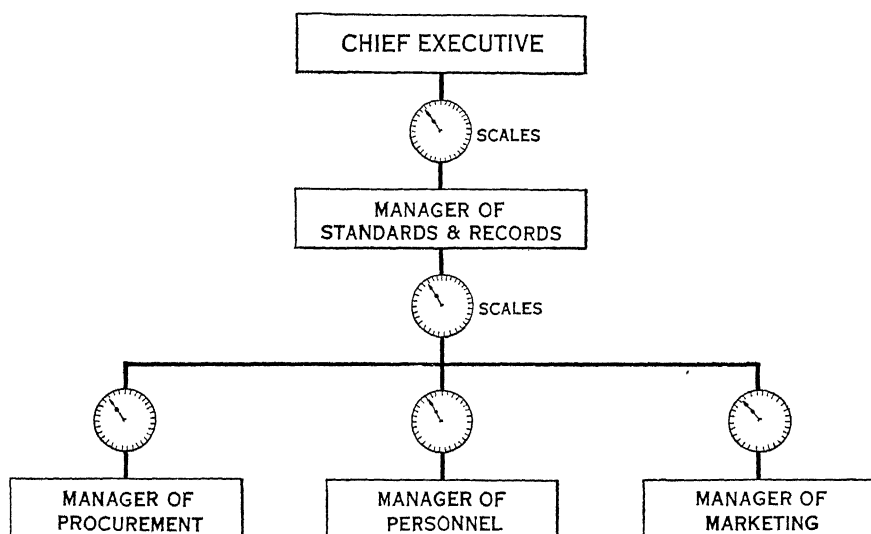 CHIEF EXECUTIVE
SCALES
MANAGER OF
STANDARDS & RECORDS
SCALES
MANAGER OF
PROCUREMENT
MANAGER OF
PERSONNEL
MANAGER OF
MARKETING